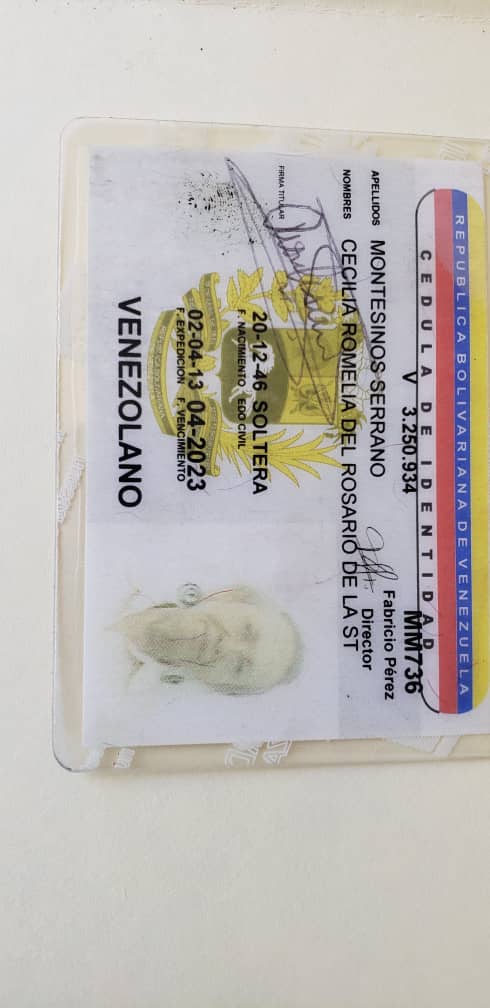 REPUBLICA BOLIVARIANA DE VENEZUELA
CEDULA DE IDENTIDAD
V 3.250.934
MM736
Fabricio Pérez
Director
APELLIDOS MONTESINOS SERRANO
NOMBRES CECILIA ROMELIA DEL ROSARIO DE LA ST
FIRMA TITULAR
20-12-46 SOLTERA
F. NACIMIENTO EDO CIVIL
02-04-13 04-2023
F. EXPEDICION F. VENCIMIENTO
VENEZOLANO